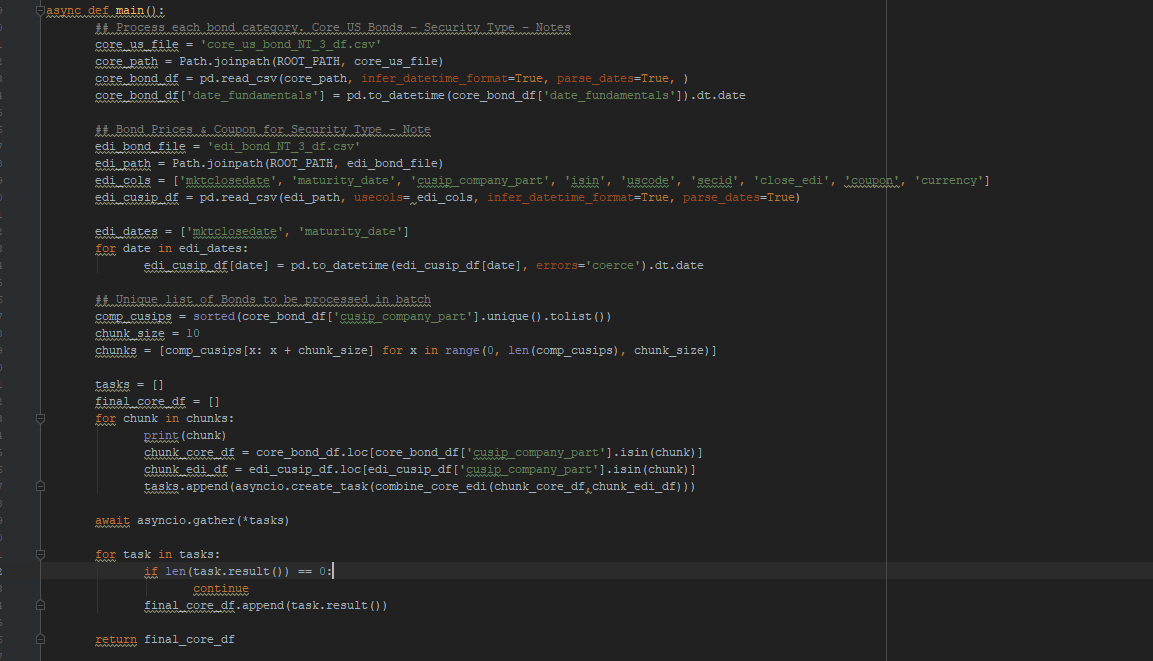 async def main():
## Process each bond category. Core US Bonds - Security Type - Notes
core_us_file = 'core_us_bond_NT_3_df.csv'
core_path = Path.joinpath(ROOT_PATH, core_us_file)
core_bond_df = pd.read_csv(core_path, infer_datetime_format=True, parse_dates=True, )
core_bond_df['date_fundamentals'] = pd.to_datetime(core_bond_df['date_fundamentals']).dt.date
## Bond Prices & Coupon for Security Type - Note
edi_bond_file = 'edi_bond_NT_3_df.csv'
edi_path = Path.joinpath(ROOT_PATH, edi_bond_file)
edi_cols = ['mktclosedate', 'maturity_date', 'cusip_company_part', 'isin', 'uscode', 'secid', 'close_edi', 'coupon', 'currency']
edi_cusip_df = pd.read_csv(edi_path, usecols= edi_cols, infer_datetime_format=True, parse_dates=True)
edi_dates = ['mktclosedate', 'maturity_date']
for date in edi_dates:
edi_cusip_df[date] = pd.to_datetime(edi_cusip_df[date], errors='coerce').dt.date
## Unique list of Bonds to be processed in batch
comp_cusips = sorted(core_bond_df['cusip_company_part'].unique().tolist())
chunk_size = 10
chunks = [comp_cusips[x: x + chunk_size] for x in range(0, len(comp_cusips), chunk_size)]
tasks = []
final_core_df = []
for chunk in chunks:
print(chunk)
chunk_core_df = core_bond_df.loc[core_bond_df['cusip_company_part'].isin(chunk)]
chunk_edi_df = edi_cusip_df.loc[edi_cusip_df['cusip_company_part'].isin(chunk)]
tasks.append(asyncio.create_task(combine_core_edi(chunk_core_df,chunk_edi_df)))
await asyncio.gather(*tasks)
for task in tasks:
if len(task.result()) == 0:
continue
final_core_df.append(task.result())
return final_core_df